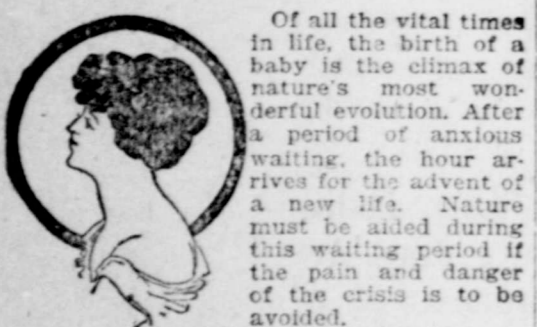 Of all the vital times
in life, the birth of a
baby is the climax of
nature's most won-
derful evolution. After
a period of anxious
waiting, the hour ar-
rives for the advent of
a new life. Nature
must be aided during
this waiting period if
the pain and danger
of the crisis is to be
avoided.